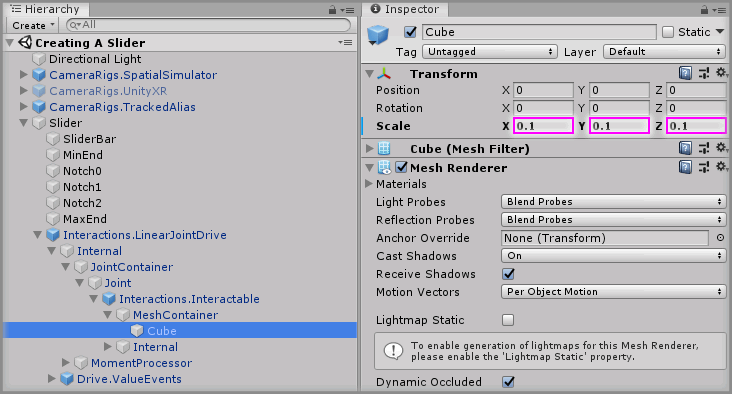 Hierarchy
Create All
Creating A Slider
Directional Light
CameraRigs.SpatialSimulator
CameraRigs.UnityXR
CameraRigs.TrackedAlias
Slider
SliderBar
MinEnd
Notch0
Notch1
Notch2
MaxEnd
Interactions.LinearJointDrive
Internal
JointContainer
Joint
Interactions.Interactable
MeshContainer
Cube
Internal
MomentProcessor
Drive.ValueEvents
Inspector
Cube Static
Tag Untagged Layer Default
Transform
Position X 0 Y 0 Z 0
Rotation X 0 Y 0 Z 0
Scale X 0.1 Y 0.1 Z 0.1
Cube (Mesh Filter)
Mesh Renderer
Materials
Light Probes Blend Probes
Reflection Probes Blend Probes
Anchor Override None (Transform)
Cast Shadows On
Receive Shadows
Motion Vectors Per Object Motion
Lightmap Static
To enable generation of lightmaps for this Mesh Renderer,
please enable the 'Lightmap Static' property.
Dynamic Occluded